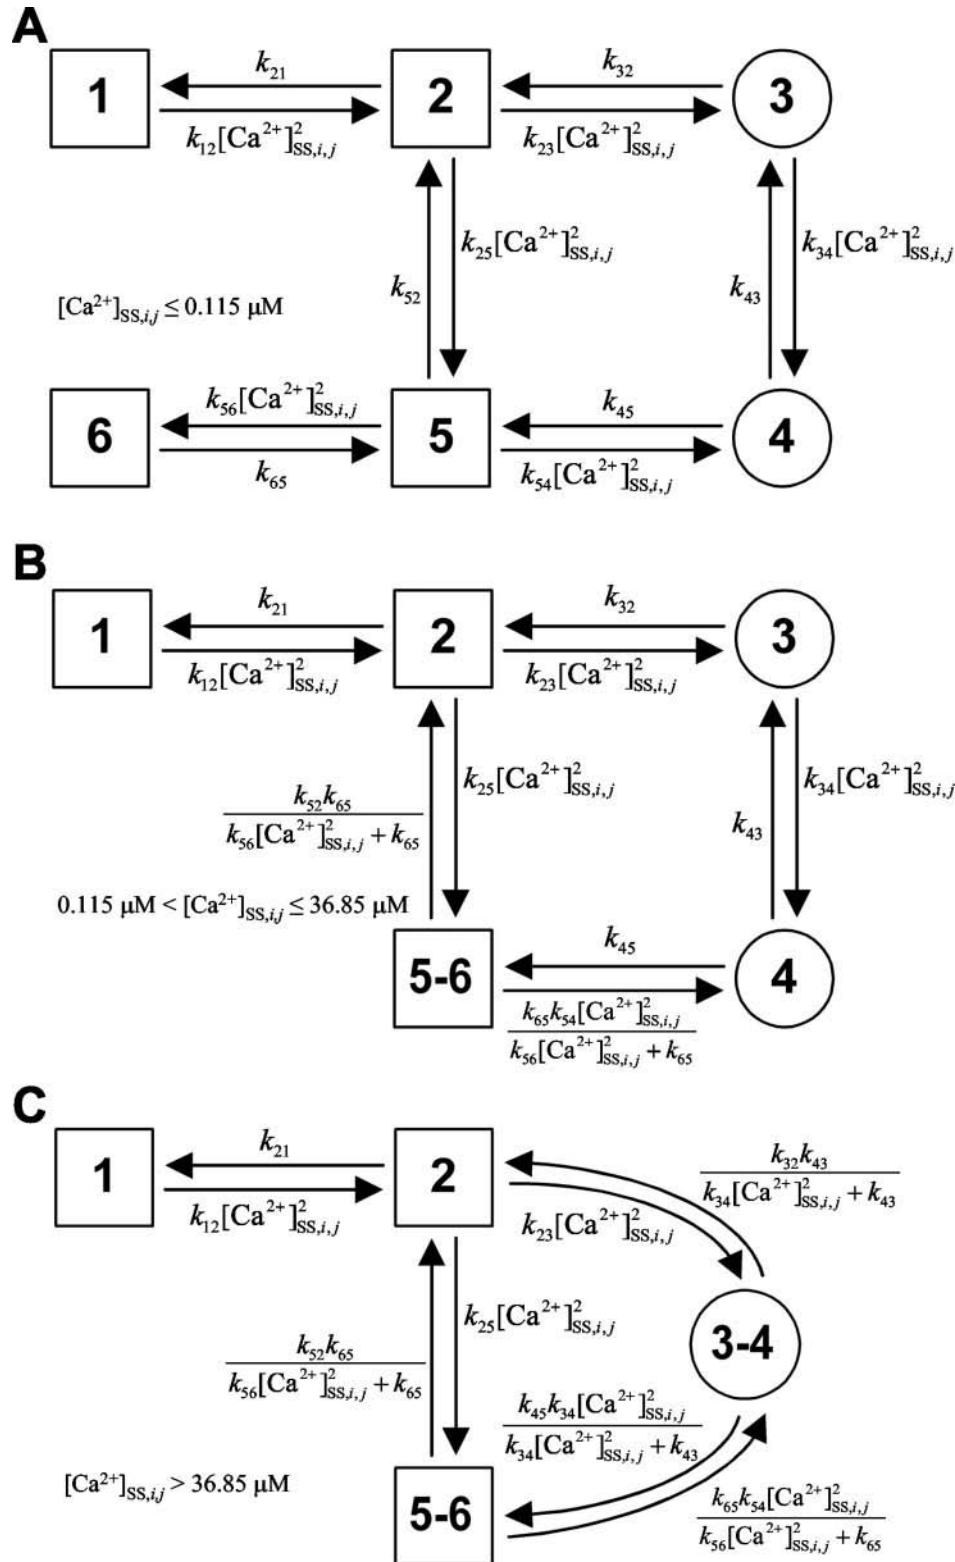 A
1
k21
k12[Ca2+]2SS,i,j
2
k32
k23[Ca2+]2SS,i,j
3
k52
k25[Ca2+]2SS,i,j
k43
k34[Ca2+]2SS,i,j
[Ca2+]SS,i,j ≤ 0.115 µM
6
k56[Ca2+]2SS,i,j
k65
5
k45
k54[Ca2+]2SS,i,j
4
B
1
k21
k12[Ca2+]2SS,i,j
2
k32
k23[Ca2+]2SS,i,j
3
k52k65
k56[Ca2+]2SS,i,j + k65
k25[Ca2+]2SS,i,j
k43
k34[Ca2+]2SS,i,j
0.115 µM < [Ca2+]SS,i,j ≤ 36.85 µM
5-6
k45
k65k54[Ca2+]2SS,i,j
k56[Ca2+]2SS,i,j + k65
4
C
1
k21
k12[Ca2+]2SS,i,j
2
k32k43
k34[Ca2+]2SS,i,j + k43
k23[Ca2+]2SS,i,j
3-4
k52k65
k56[Ca2+]2SS,i,j + k65
k25[Ca2+]2SS,i,j
k45k34[Ca2+]2SS,i,j
k34[Ca2+]2SS,i,j + k43
[Ca2+]SS,i,j > 36.85 µM
5-6
k65k54[Ca2+]2SS,i,j
k56[Ca2+]2SS,i,j + k65